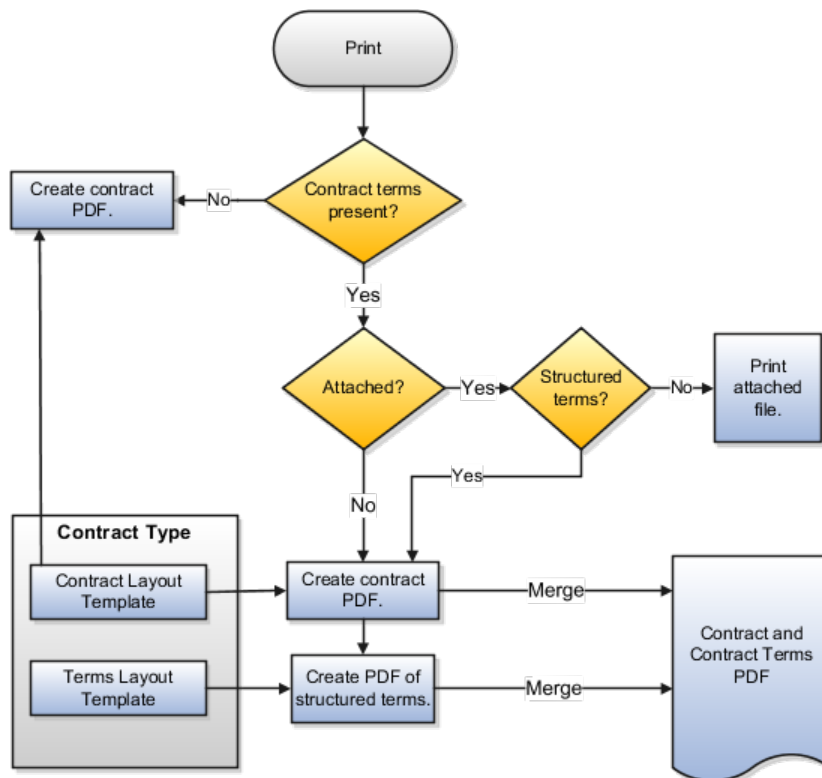 Print
Contract terms
present?
No
Create contract
PDF.
Yes
Attached?
Yes
Structured
terms?
No
Print
attached
file.
Yes
No
Contract Type
Contract Layout
Template
Create contract
PDF.
Merge
Contract and
Contract Terms
PDF
Terms Layout
Template
Create PDF of
structured terms.
Merge